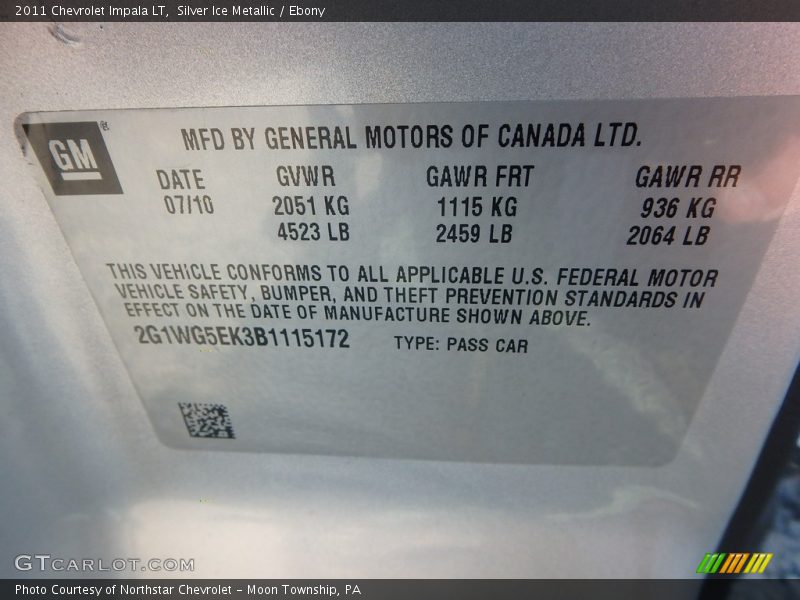 2011 Chevrolet Impala LT, Silver Ice Metallic / Ebony
GM
MFD BY GENERAL MOTORS OF CANADA LTD.
DATE GVWR GAWR FRT GAWR RR
07/10 2051 KG 1115 KG 936 KG
4523 LB 2459 LB 2064 LB
THIS VEHICLE CONFORMS TO ALL APPLICABLE U.S. FEDERAL MOTOR
VEHICLE SAFETY, BUMPER, AND THEFT PREVENTION STANDARDS IN
EFFECT ON THE DATE OF MANUFACTURE SHOWN ABOVE.
2G1WG5EK3B1115172 TYPE: PASS CAR
GTCARLOT.COM
Photo Courtesy of Northstar Chevrolet - Moon Township, PA